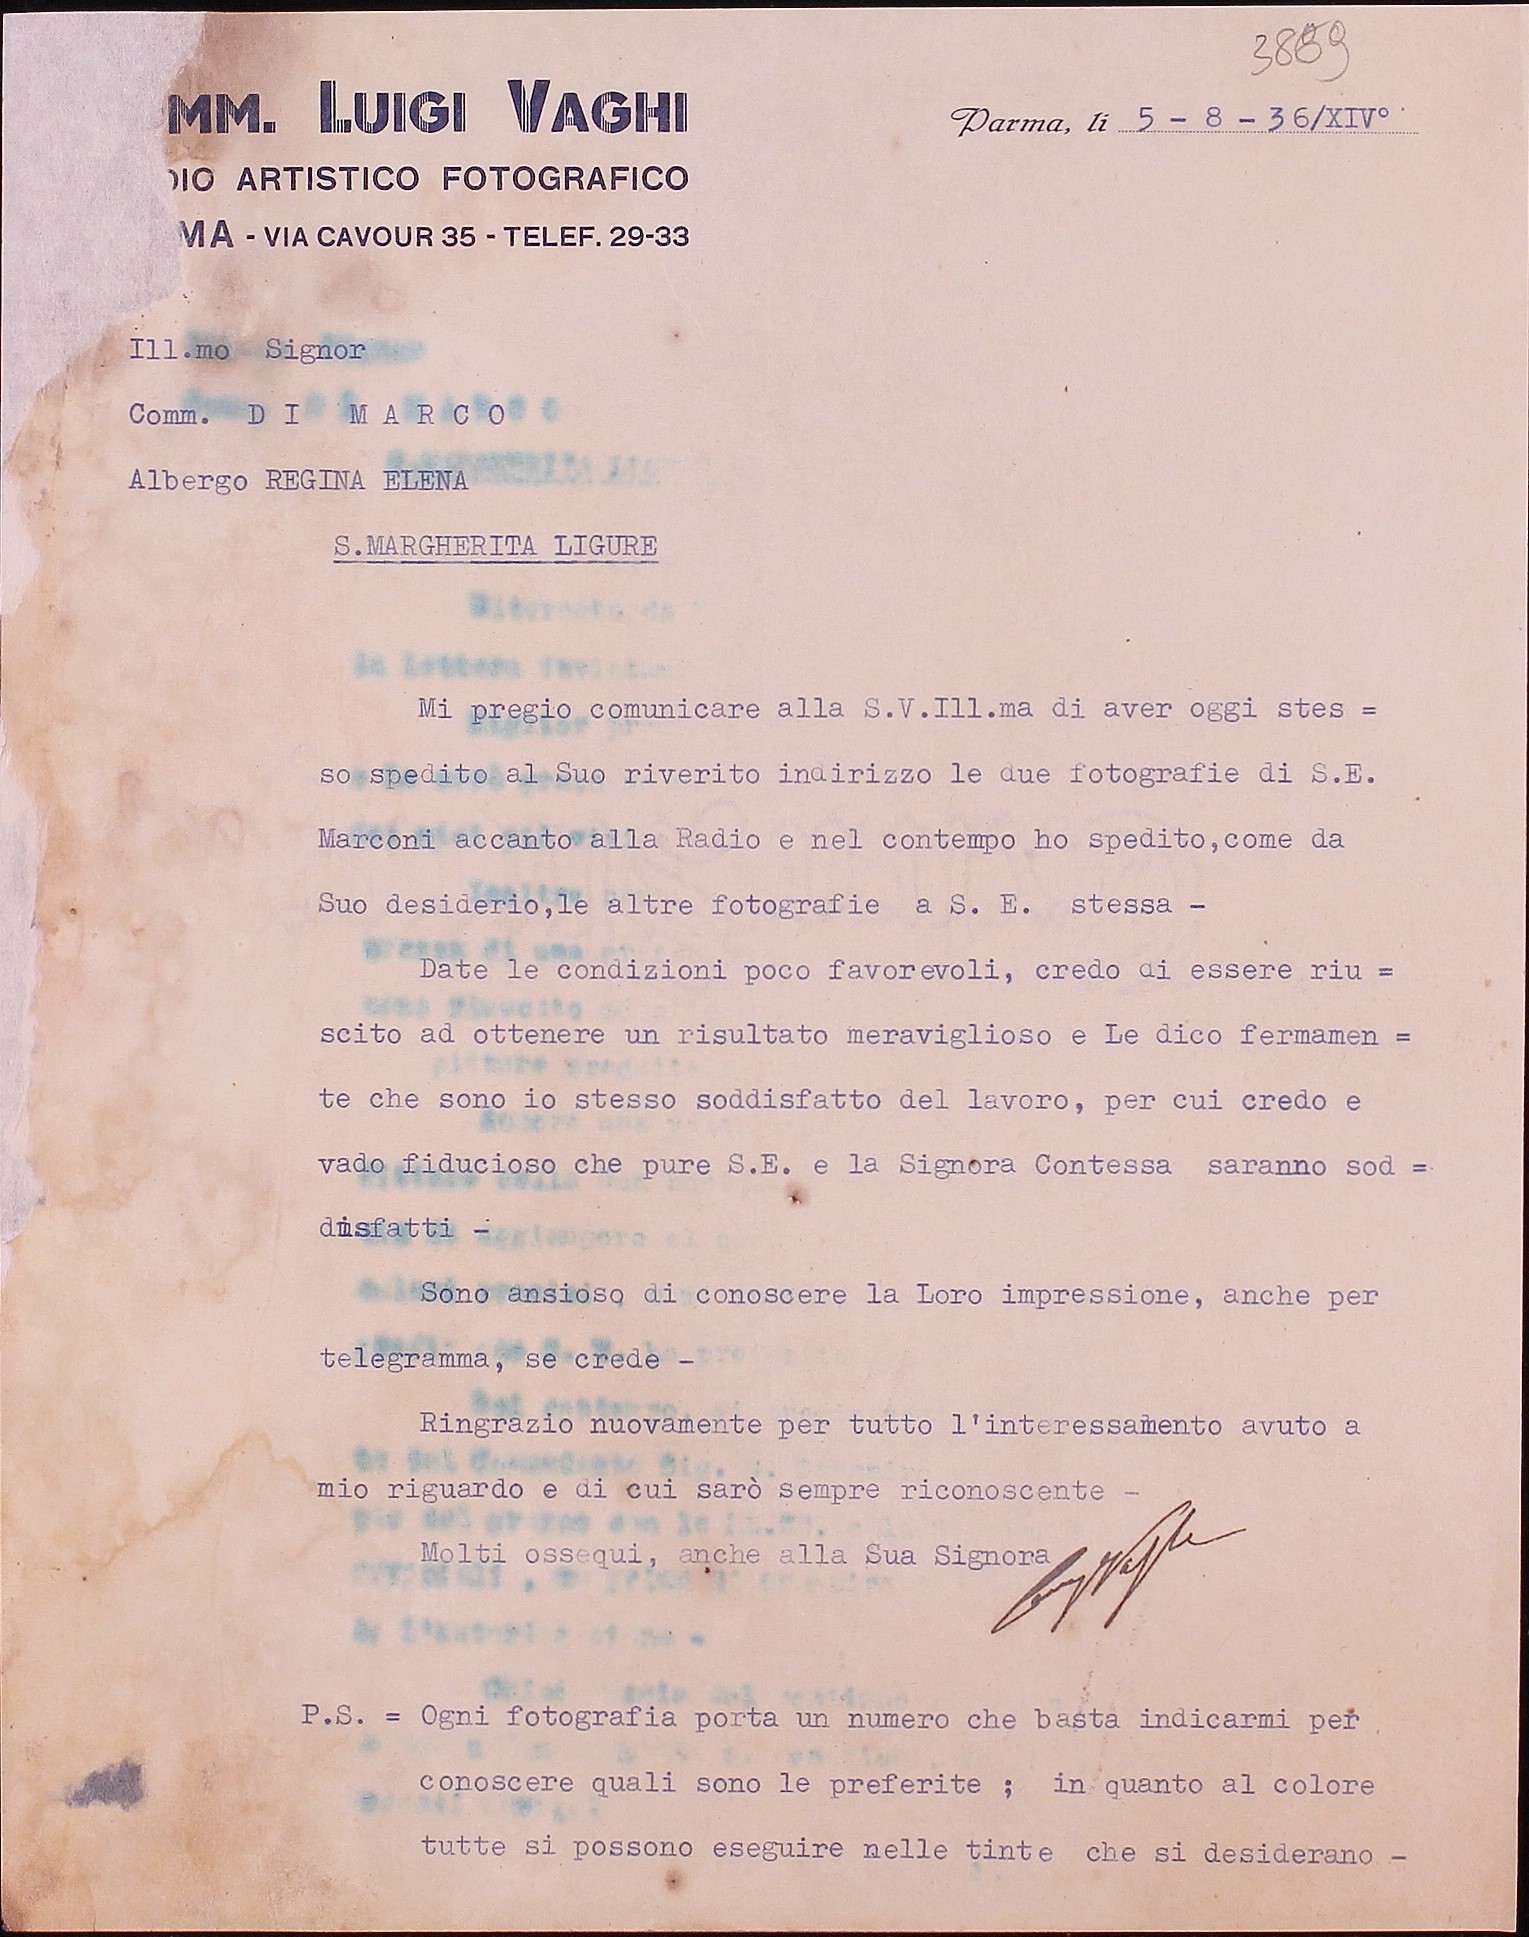 3869
MM. LUIGI VAGHI
DIO ARTISTICO FOTOGRAFICO
MA - VIA CAVOUR 35 - TELEF. 29-33
Parma, li 5 - 8 - 36/XIV°
Ill.mo Signor
Comm. D I M A R C O
Albergo REGINA ELENA
S.MARGHERITA LIGURE
Mi pregio comunicare alla S.V.Ill.ma di aver oggi stes =
so spedito al Suo riverito indirizzo le due fotografie di S.E.
Marconi accanto alla Radio e nel contempo ho spedito,come da
Suo desiderio,le altre fotografie a S. E. stessa -
Date le condizioni poco favorevoli, credo di essere riu =
scito ad ottenere un risultato meraviglioso e Le dico fermamen =
te che sono io stesso soddisfatto del lavoro, per cui credo e
vado fiducioso che pure S.E. e la Signora Contessa saranno sod =
disfatti -
Sono ansioso di conoscere la Loro impressione, anche per
telegramma, se crede -
Ringrazio nuovamente per tutto l'interessamento avuto a
mio riguardo e di cui sarò sempre riconoscente -
Molti ossequi, anche alla Sua Signora
P.S. = Ogni fotografia porta un numero che basta indicarmi per
conoscere quali sono le preferite ; in quanto al colore
tutte si possono eseguire nelle tinte che si desiderano -